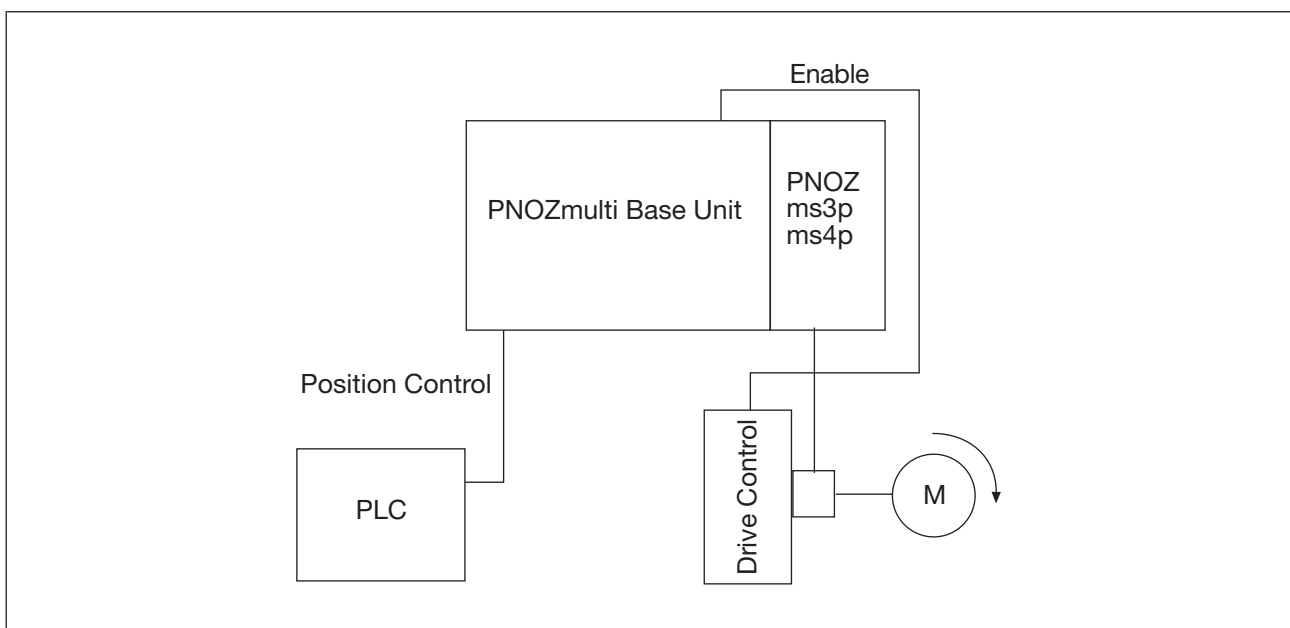 Enable
PNOZmulti Base Unit
PNOZ
ms3p
ms4p
Position Control
PLC
Drive Control
M